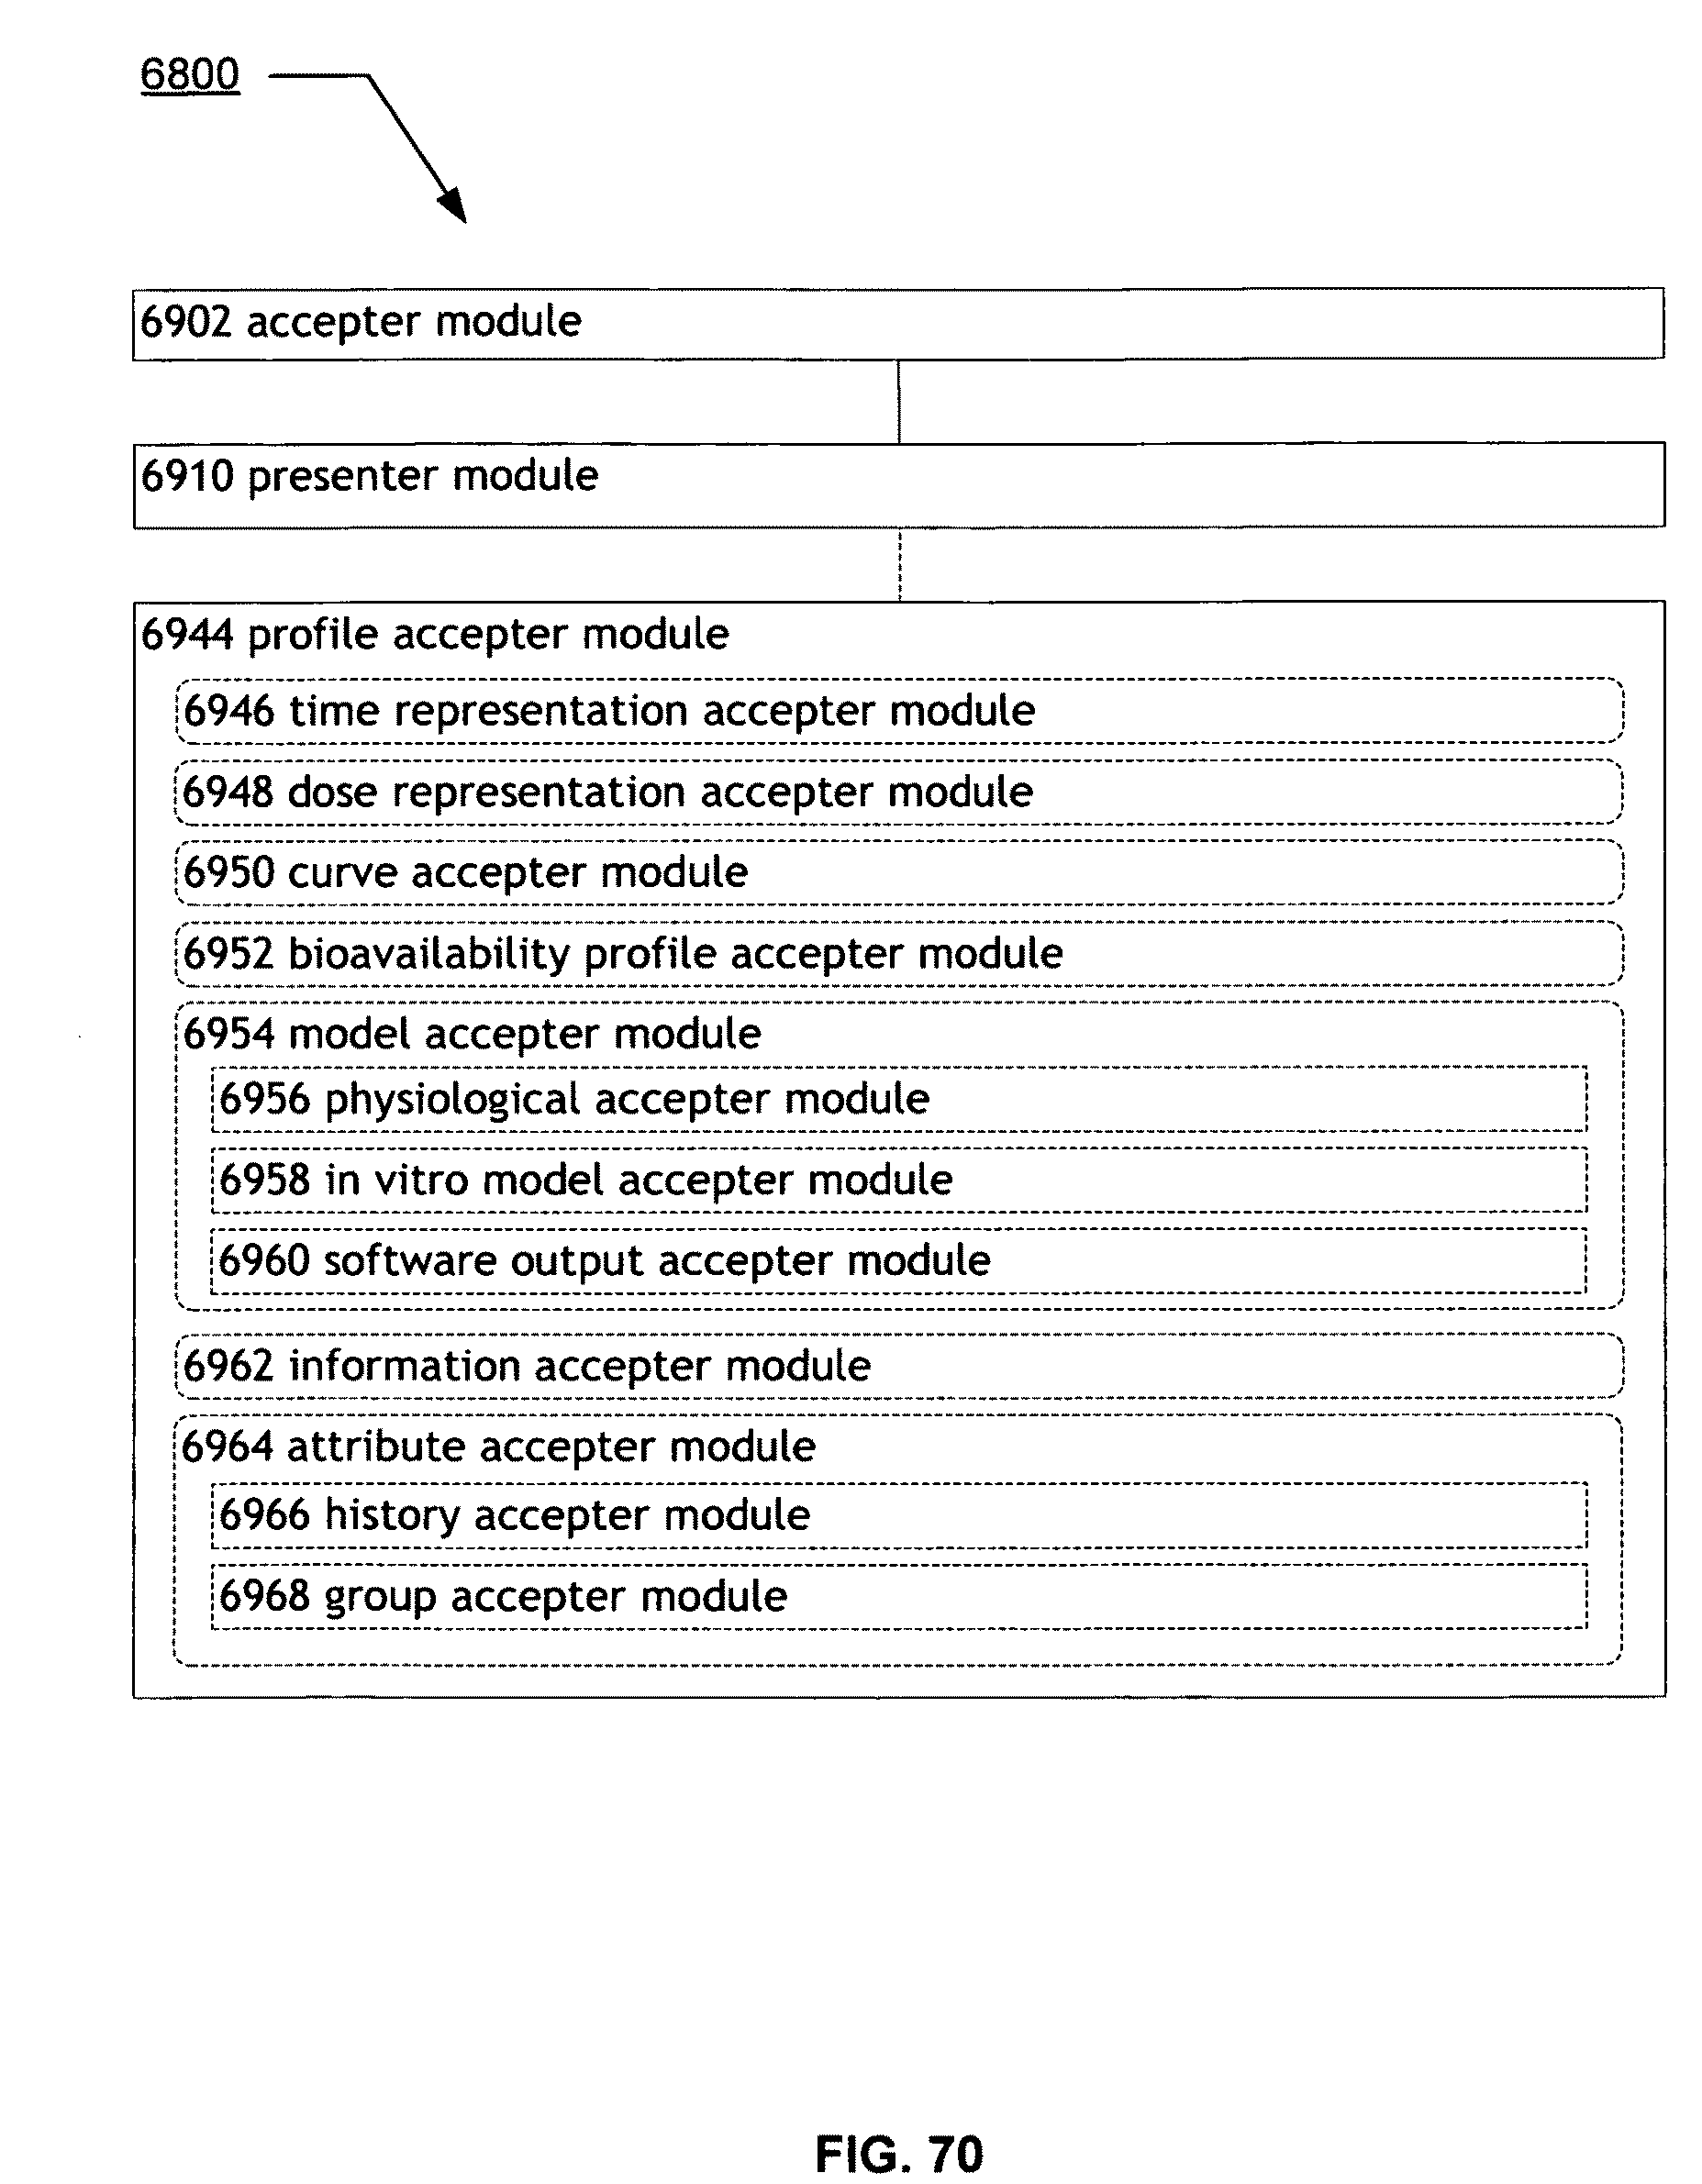 6800
6902 accepter module
6910 presenter module
6944 profile accepter module
6946 time representation accepter module
6948 dose representation accepter module
6950 curve accepter module
6952 bioavailability profile accepter module
6954 model accepter module
6956 physiological accepter module
6958 in vitro model accepter module
6960 software output accepter module
6962 information accepter module
6964 attribute accepter module
6966 history accepter module
6968 group accepter module
FIG. 70